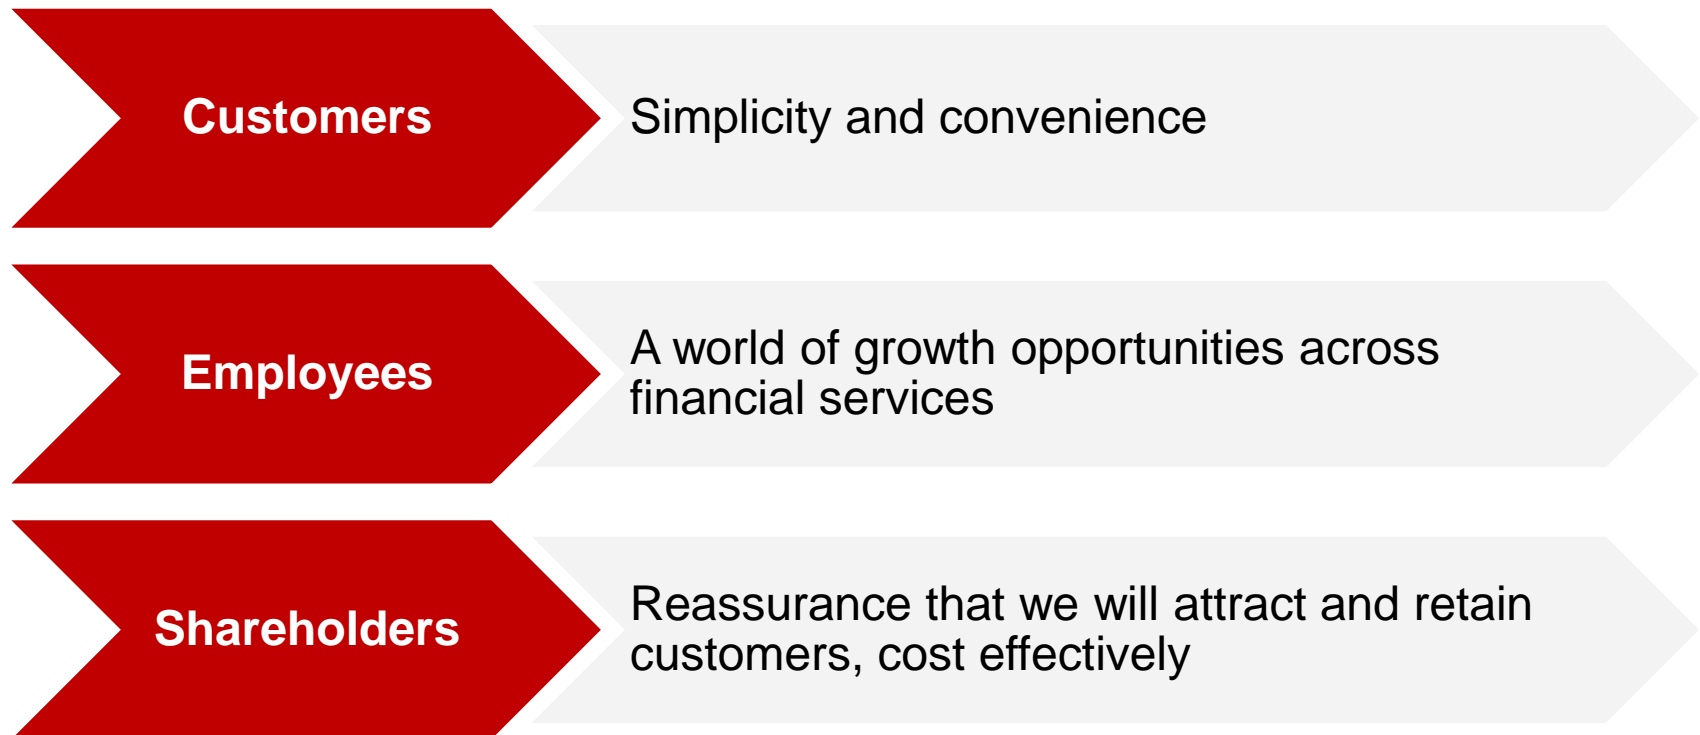 Customers
Simplicity and convenience
Employees
A world of growth opportunities across
financial services
Shareholders
Reassurance that we will attract and retain
customers, cost effectively